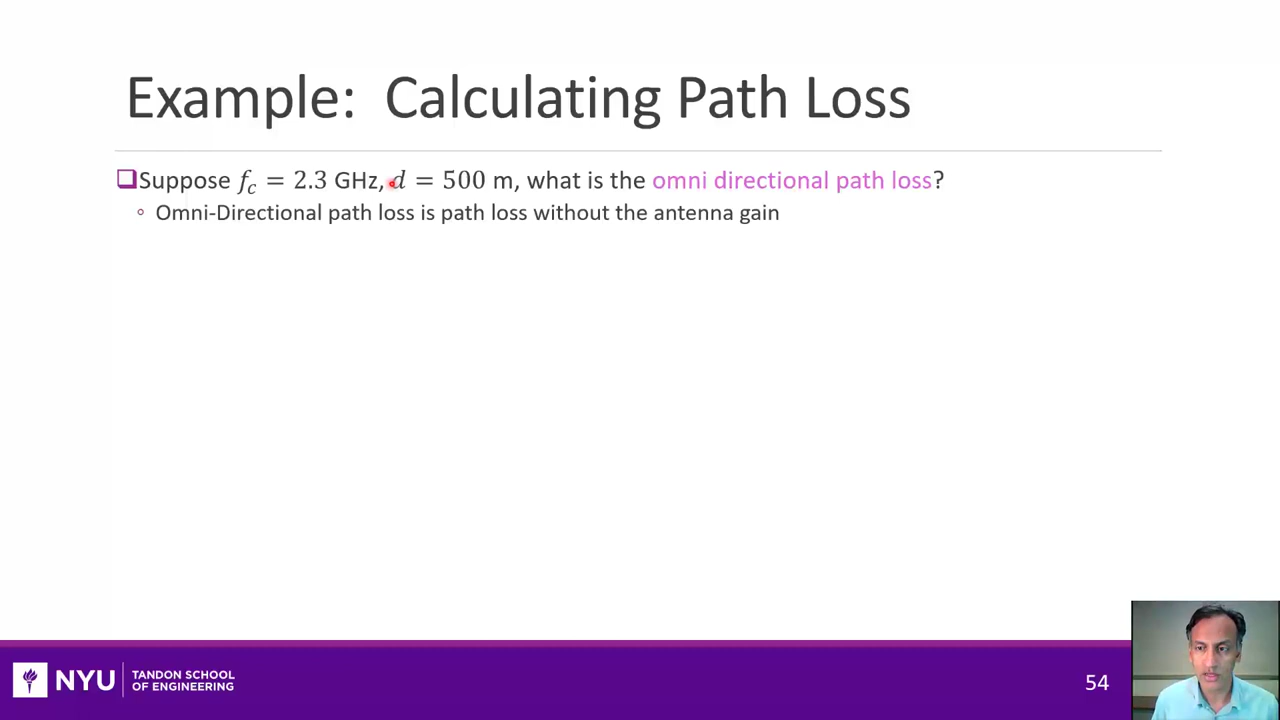 Example: Calculating Path Loss
❑Suppose 𝑓𝑐 = 2.3 GHz, 𝑑 = 500 m, what is the omni directional path loss?
◦ Omni-Directional path loss is path loss without the antenna gain
NYU
TANDON SCHOOL
OF ENGINEERING
54